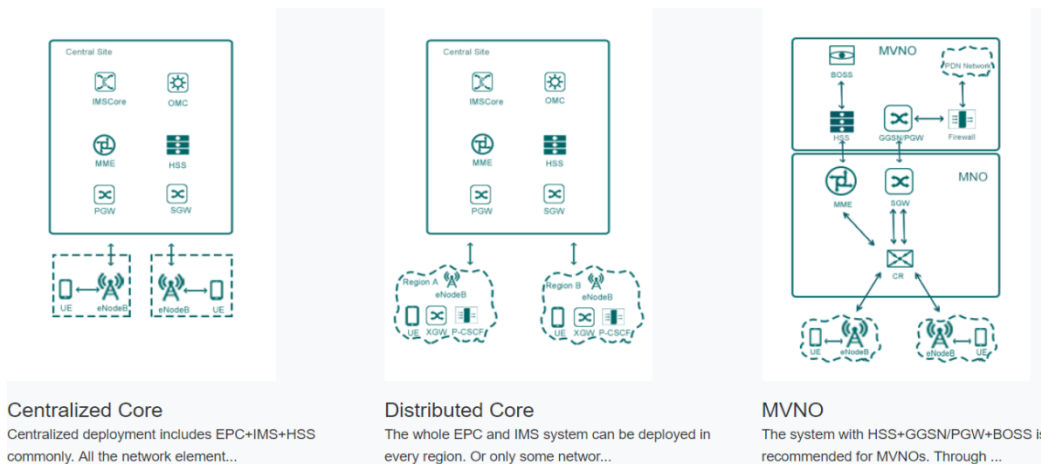 Central Site
IMSCore
OMC
MME
HSS
PGW
SGW
UE
eNodeB
eNodeB
UE
Centralized Core
Centralized deployment includes EPC+IMS+HSS
commonly. All the network element...
Central Site
IMSCore
OMC
MME
HSS
PGW
SGW
Region A
eNodeB
UE XGW P-CSCF
Region B
eNodeB
UE XGW P-CSCF
Distributed Core
The whole EPC and IMS system can be deployed in
every region. Or only some networ...
MVNO
BOSS
PDN Network
HSS
GGSN/PGW
Firewall
MNO
MME
SGW
CR
UE
eNodeB
eNodeB
UE
MVNO
The system with HSS+GGSN/PGW+BOSS is
recommended for MVNOs. Through ...